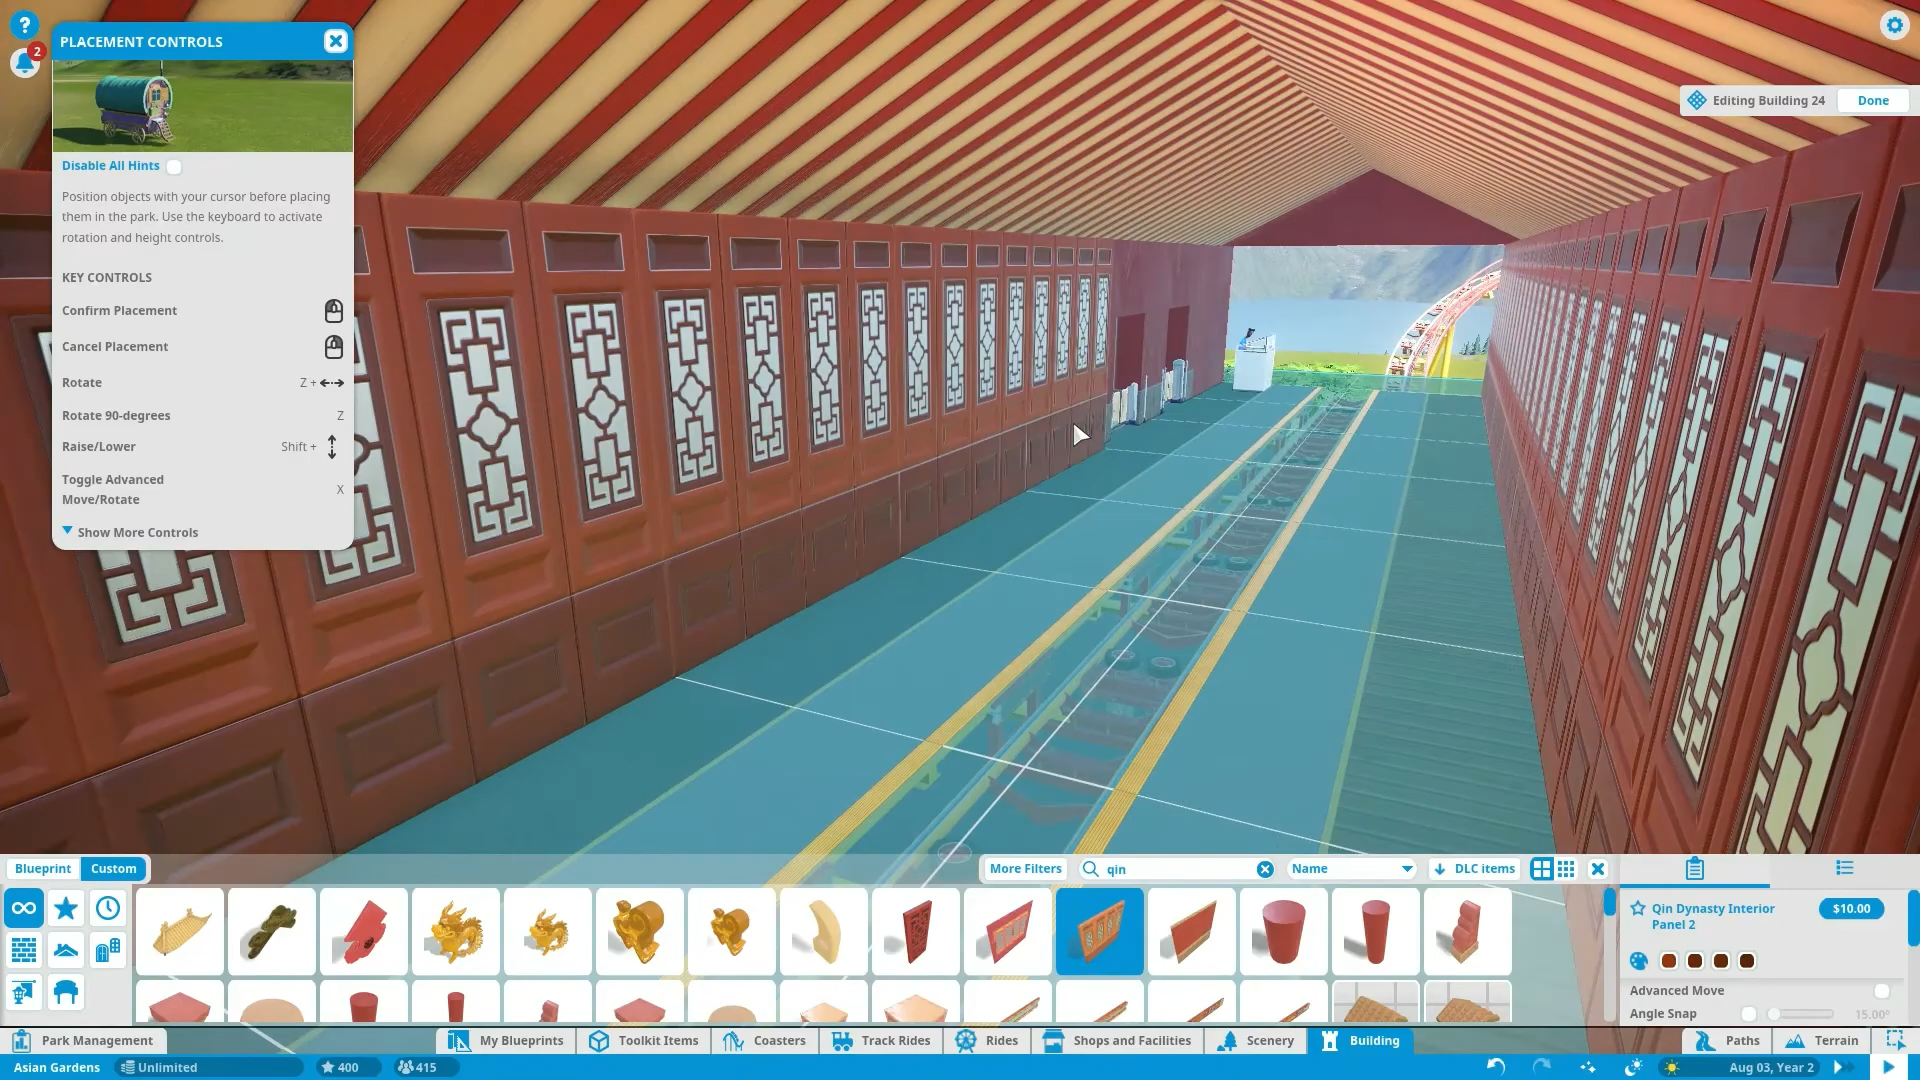 ?
2
PLACEMENT CONTROLS
Disable All Hints
Position objects with your cursor before placing
them in the park. Use the keyboard to activate
rotation and height controls.
KEY CONTROLS
Confirm Placement
Cancel Placement
Rotate Z +
Rotate 90-degrees Z
Raise/Lower Shift +
Toggle Advanced
Move/Rotate X
Show More Controls
Editing Building 24 Done
Blueprint Custom
More Filters qin Name DLC items
Qin Dynasty Interior
Panel 2 $10.00
Advanced Move
Angle Snap 15.00°
Park Management My Blueprints Toolkit Items Coasters Track Rides Rides Shops and Facilities Scenery Building Paths Terrain
Asian Gardens Unlimited 400 415 Aug 03, Year 2